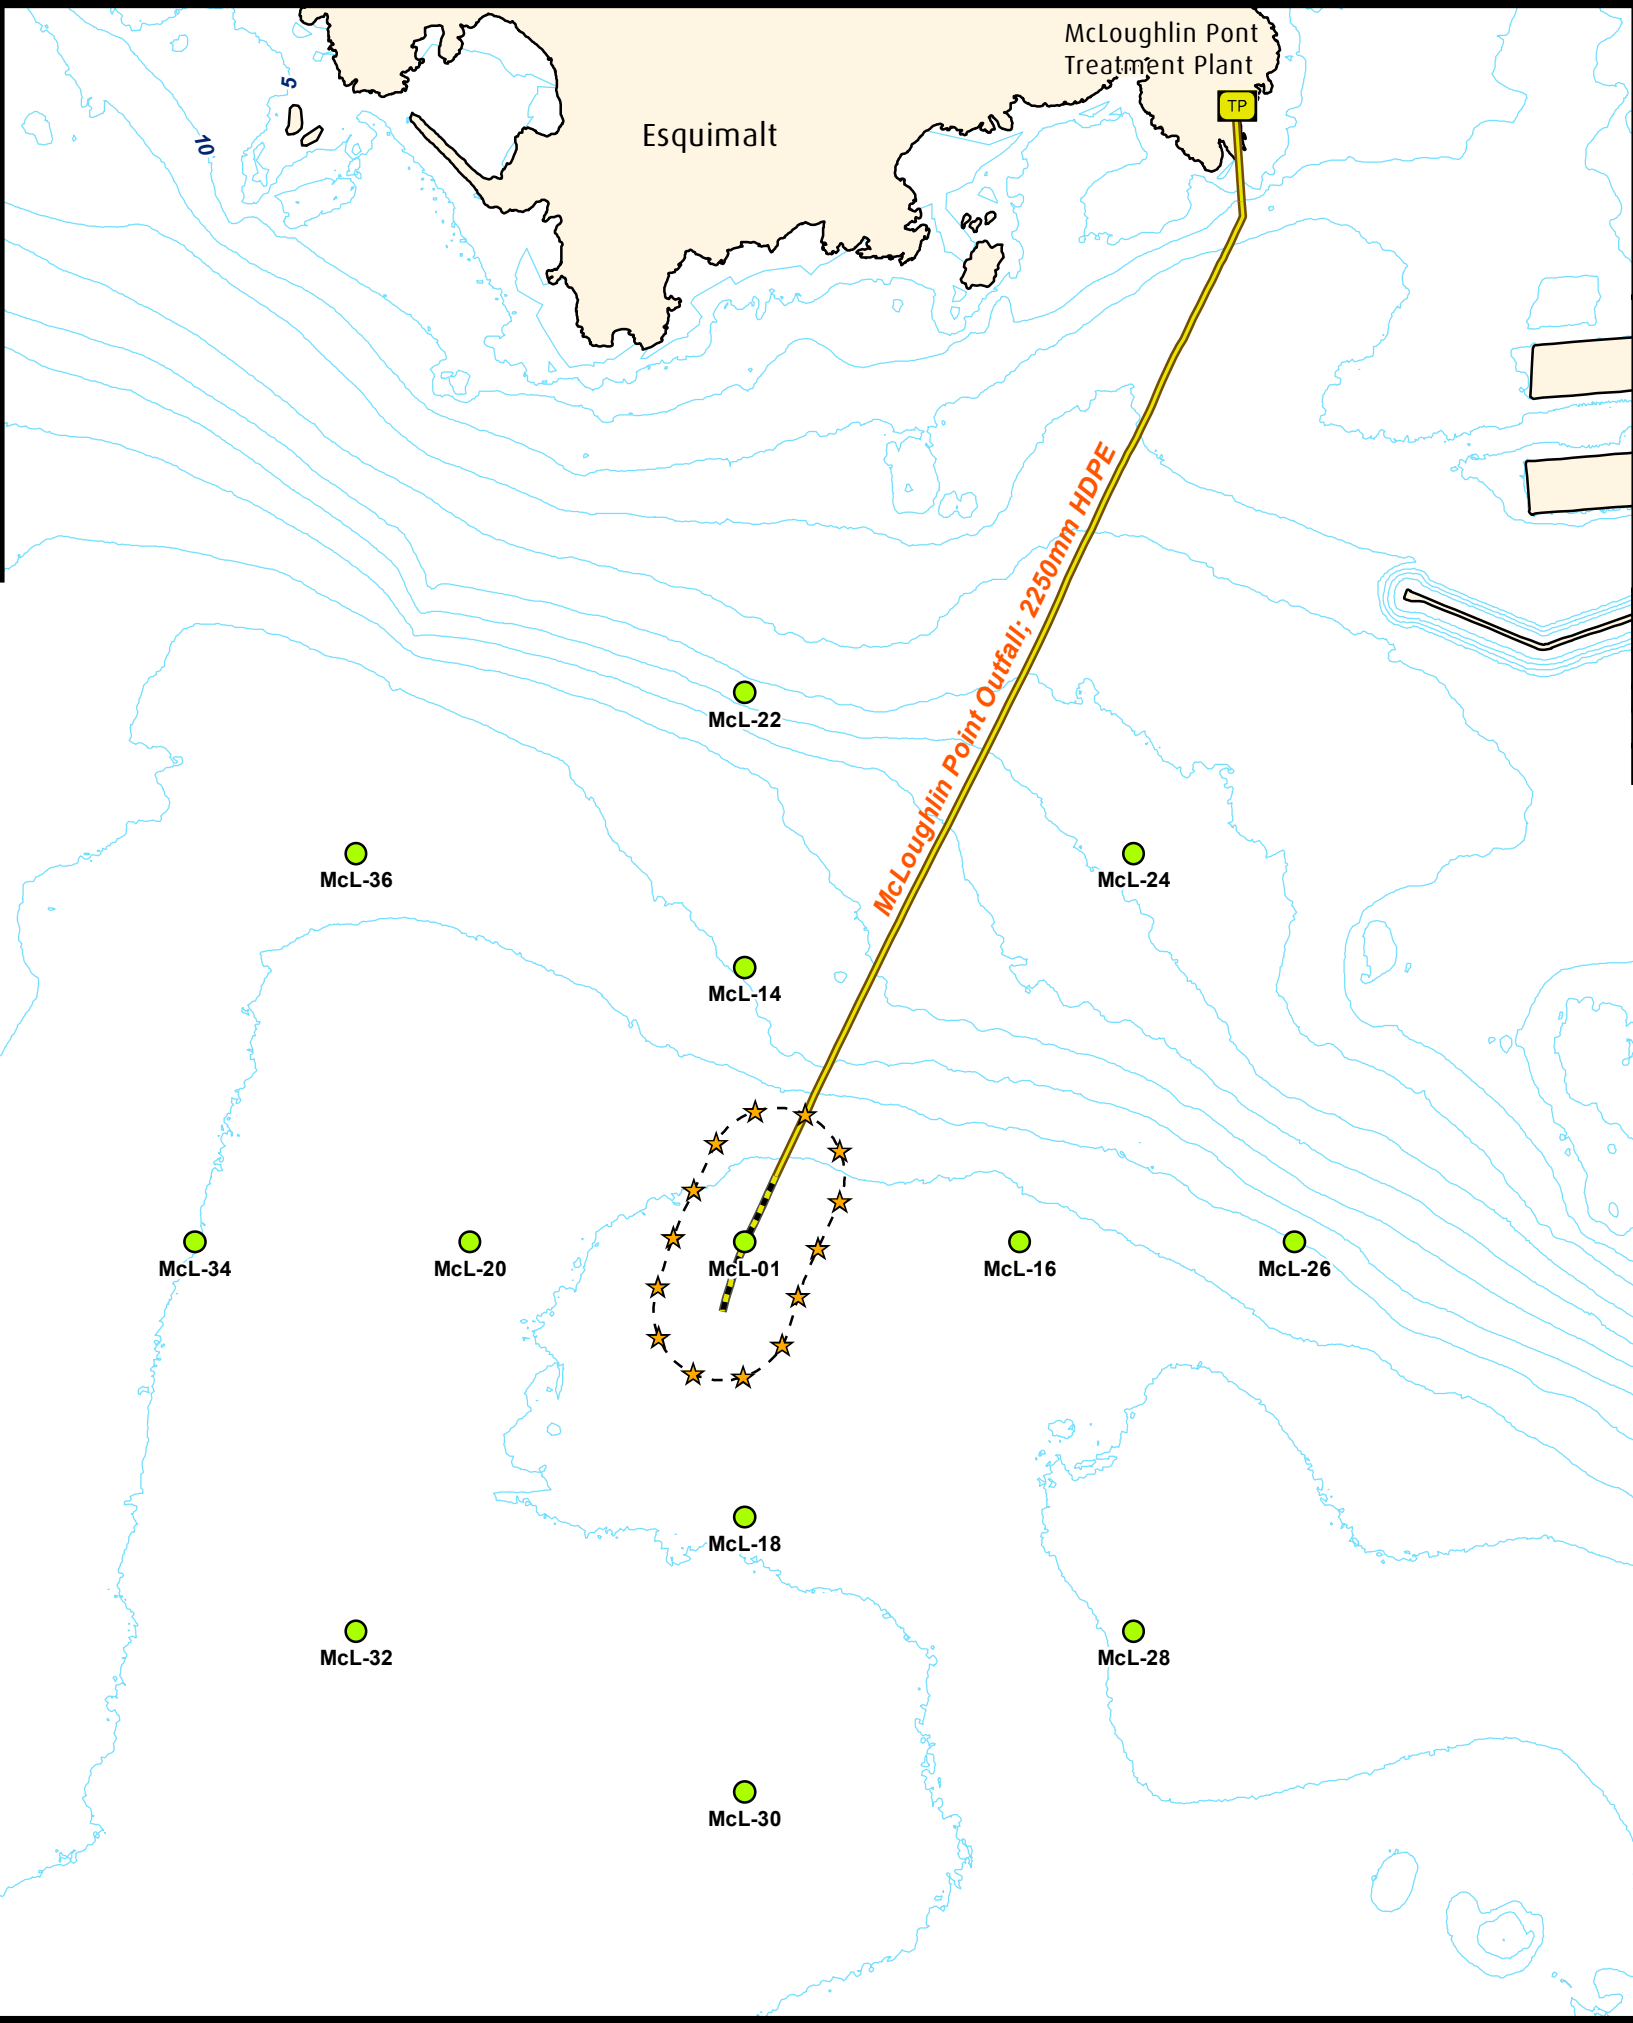 McLoughlin Pont
Treatment Plant
5
TP
Esquimalt
10
McLoughlin Point Outfall; 2250mm HDPE
McL-22
McL-36
McL-24
McL-14
McL-34
McL-20
McL-01
McL-16
McL-26
McL-18
McL-32
McL-28
McL-30